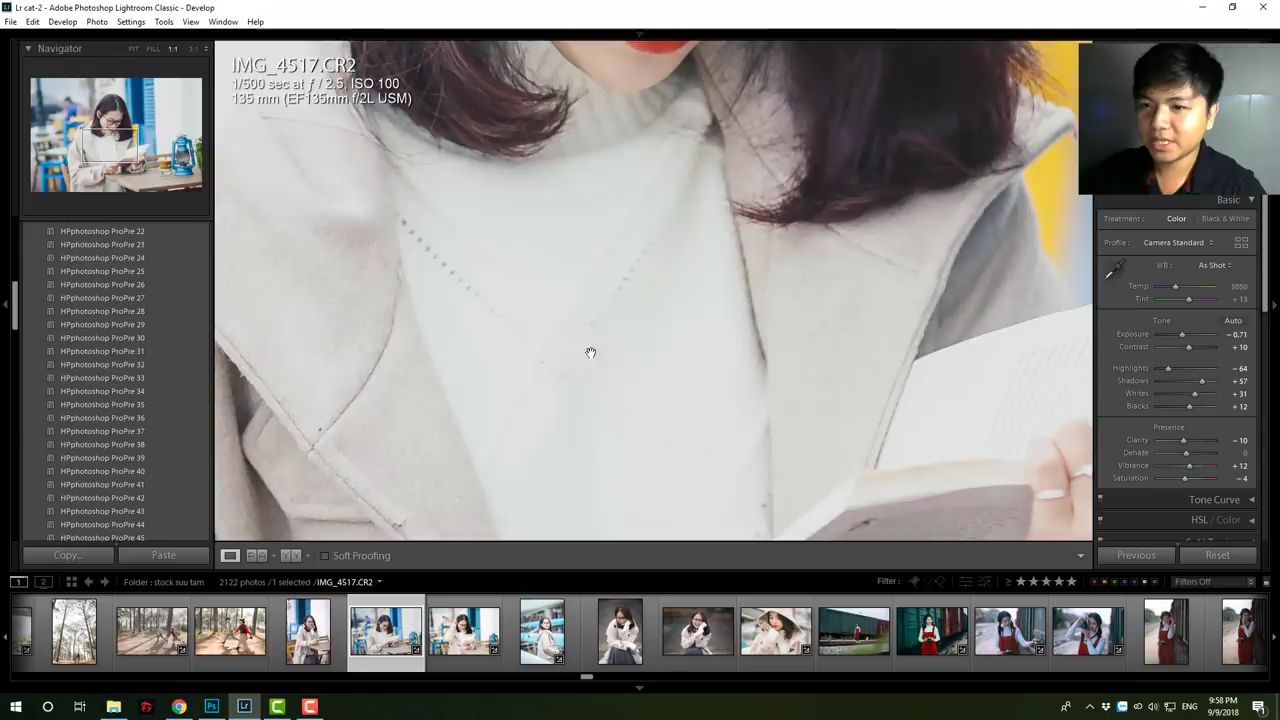 Lr cat-2 - Adobe Photoshop Lightroom Classic - Develop
File Edit Develop Photo Settings Tools View Window Help
Navigator FIT FILL 1:1 3:1
IMG_4517.CR2
1/500 sec at ƒ / 2.5, ISO 100
135 mm (EF135mm f/2L USM)
HPphotoshop ProPre 22
HPphotoshop ProPre 23
HPphotoshop ProPre 24
HPphotoshop ProPre 25
HPphotoshop ProPre 26
HPphotoshop ProPre 27
HPphotoshop ProPre 28
HPphotoshop ProPre 29
HPphotoshop ProPre 30
HPphotoshop ProPre 31
HPphotoshop ProPre 32
HPphotoshop ProPre 33
HPphotoshop ProPre 34
HPphotoshop ProPre 35
HPphotoshop ProPre 36
HPphotoshop ProPre 37
HPphotoshop ProPre 38
HPphotoshop ProPre 39
HPphotoshop ProPre 40
HPphotoshop ProPre 41
HPphotoshop ProPre 42
HPphotoshop ProPre 43
HPphotoshop ProPre 44
HPphotoshop ProPre 45
Copy... Paste
Basic
Treatment: Color Black & White
Profile: Camera Standard
WB: As Shot
Temp 5050
Tint + 13
Tone Auto
Exposure − 0.71
Contrast + 10
Highlights − 64
Shadows + 57
Whites + 31
Blacks + 12
Presence
Clarity − 10
Dehaze 0
Vibrance + 12
Saturation − 4
Tone Curve
HSL / Color
Soft Proofing
Previous Reset
1 2 Folder : stock suu tam 2122 photos / 1 selected / IMG_4517.CR2 Filter : Filters Off
Ps Lr
ENG 9:58 PM
9/9/2018